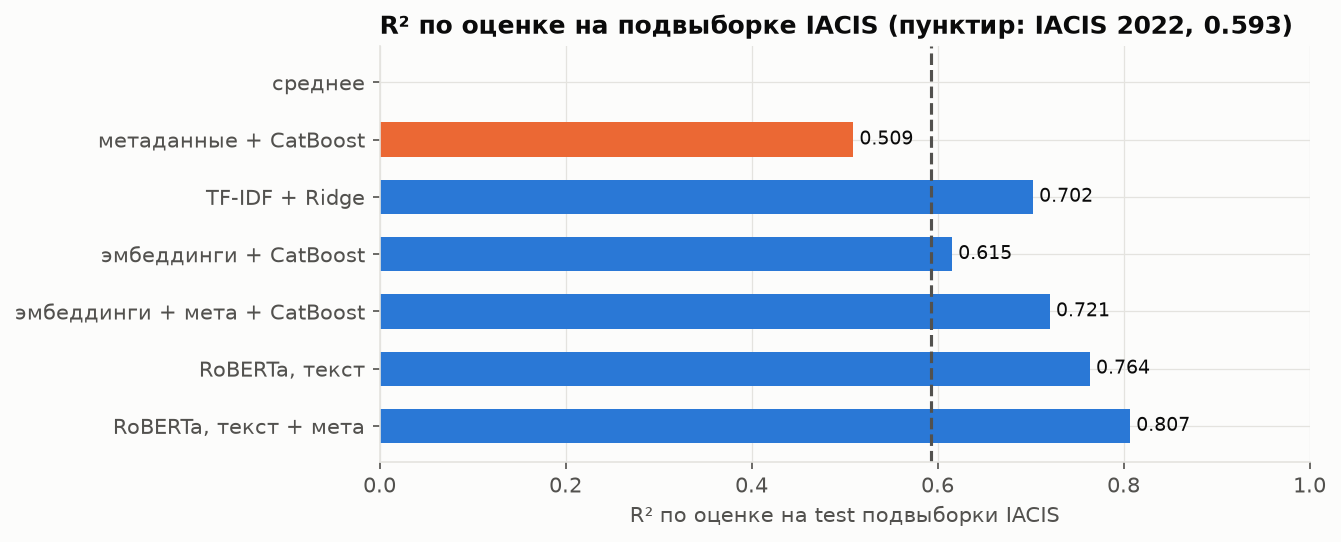 R² по оценке на подвыборке IACIS (пунктир: IACIS 2022, 0.593)
среднее
метаданные + CatBoost
0.509
TF-IDF + Ridge
0.702
эмбеддинги + CatBoost
0.615
эмбеддинги + мета + CatBoost
0.721
RoBERTa, текст
0.764
RoBERTa, текст + мета
0.807
0.0 0.2 0.4 0.6 0.8 1.0
R² по оценке на test подвыборки IACIS